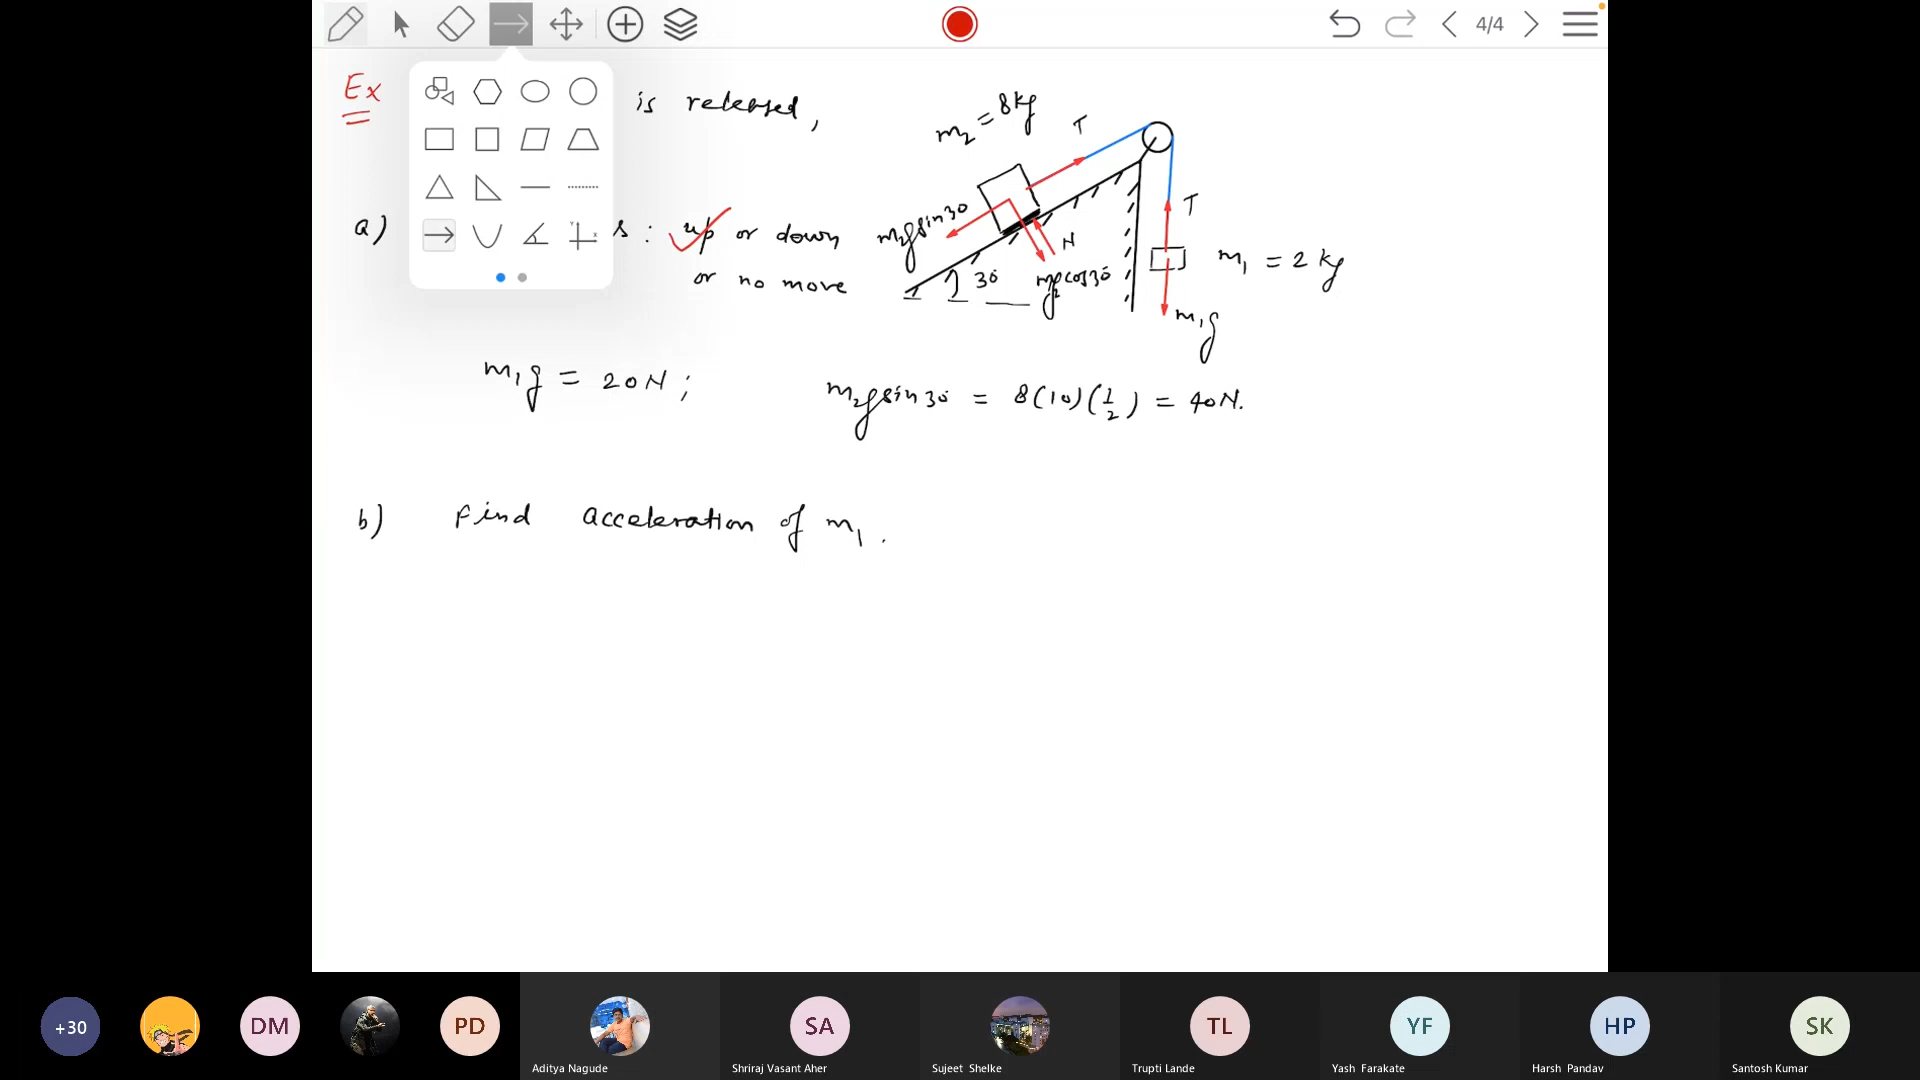 4/4
Ex is released,
m₂ = 8kg
T
a) s : up or down
or no move
m₂g sin30
N
30
m₂g cos30
T
m₁ = 2 kg
m₁g
m₁g = 20N ; m₂g sin30 = 8(10)(1/2) = 40N.
b) Find acceleration of m₁.
+30
DM
PD
SA
TL
YF
HP
SK
Aditya Nagude
Shriraj Vasant Aher
Sujeet Shelke
Trupti Lande
Yash Farakate
Harsh Pandav
Santosh Kumar